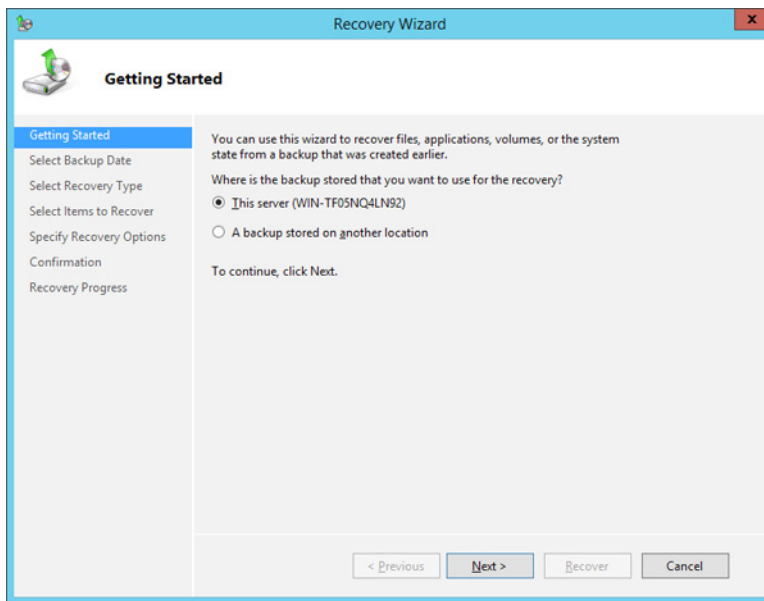 Recovery Wizard
x
Getting Started
Getting Started
Select Backup Date
Select Recovery Type
Select Items to Recover
Specify Recovery Options
Confirmation
Recovery Progress
You can use this wizard to recover files, applications, volumes, or the system
state from a backup that was created earlier.
Where is the backup stored that you want to use for the recovery?
This server (WIN-TF05NQ4LN92)
A backup stored on another location
To continue, click Next.
< Previous
Next >
Recover
Cancel